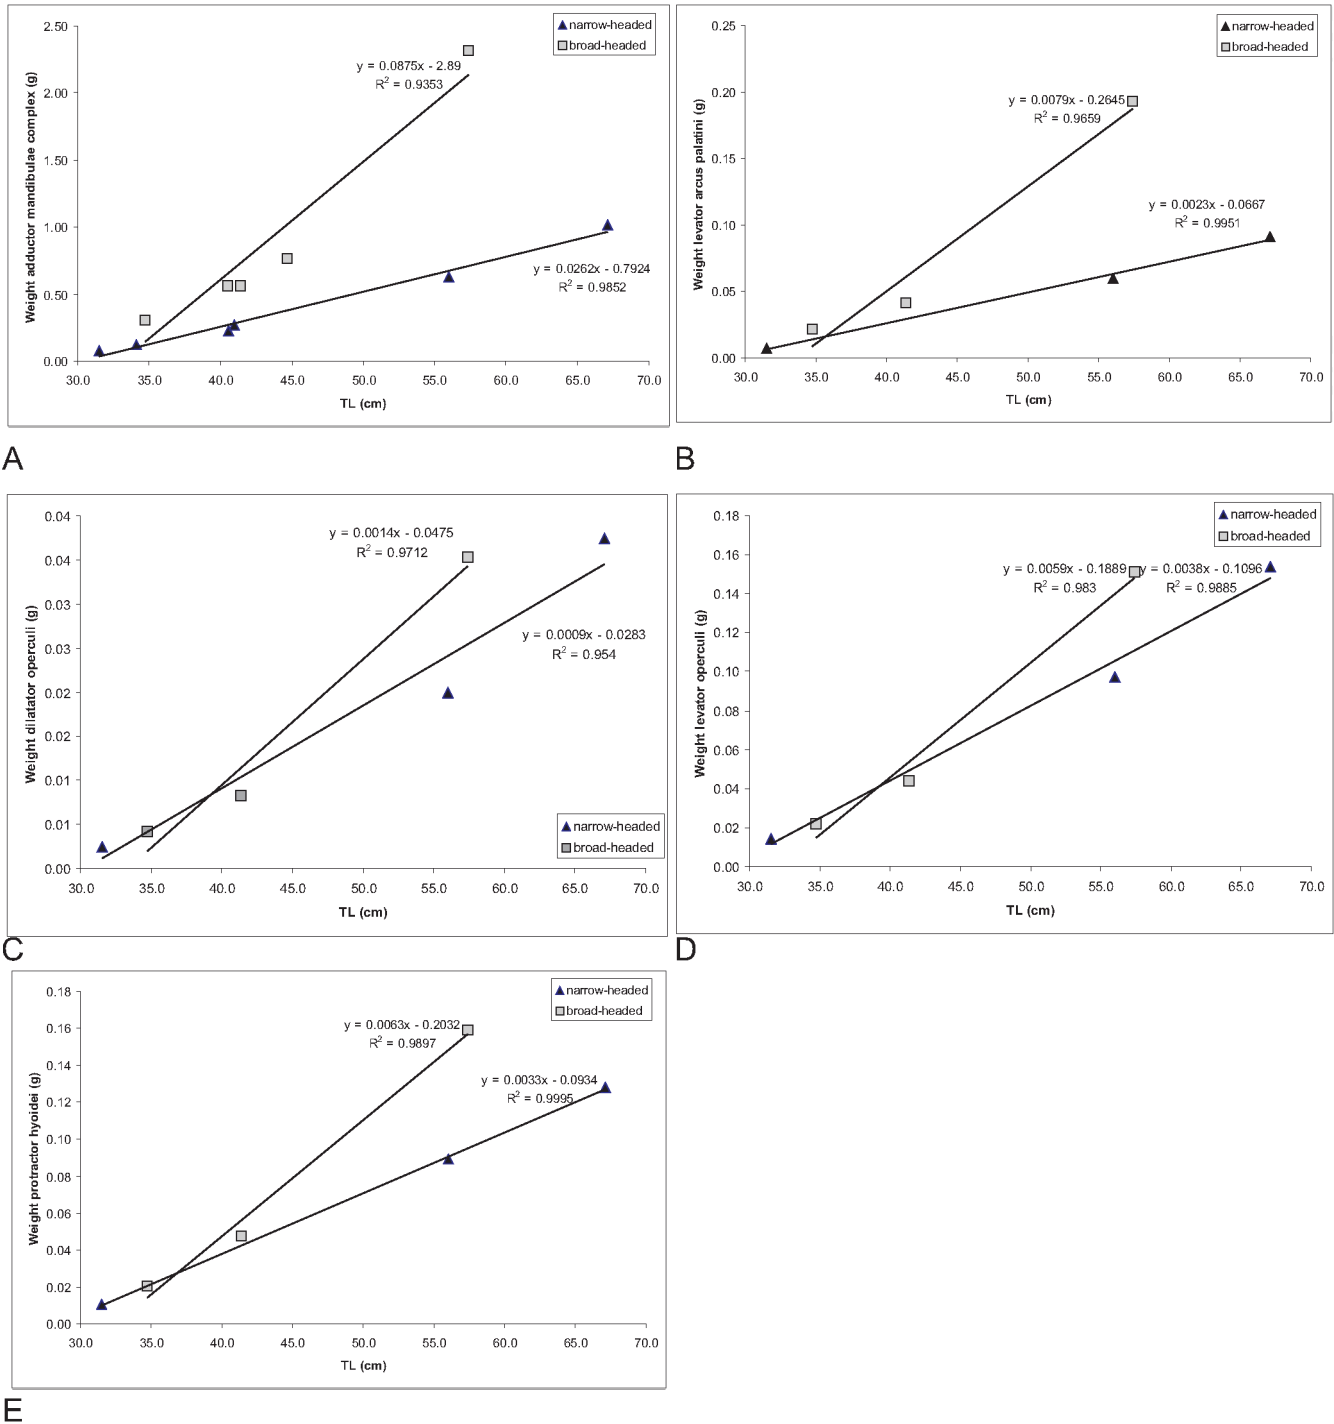 2.50
2.00
1.50
1.00
0.50
0.00
Weight adductor mandibulae complex (g)
narrow-headed
broad-headed
y = 0.0875x - 2.89
R² = 0.9353
y = 0.0262x - 0.7924
R² = 0.9852
30.0 35.0 40.0 45.0 50.0 55.0 60.0 65.0 70.0
TL (cm)
A
0.25
0.20
0.15
0.10
0.05
0.00
Weight levator arcus palatini (g)
narrow-headed
broad-headed
y = 0.0079x - 0.2645
R² = 0.9659
y = 0.0023x - 0.0667
R² = 0.9951
30.0 35.0 40.0 45.0 50.0 55.0 60.0 65.0 70.0
TL (cm)
B
0.04
0.04
0.03
0.03
0.02
0.02
0.01
0.01
0.00
Weight dilatator operculi (g)
y = 0.0014x - 0.0475
R² = 0.9712
y = 0.0009x - 0.0283
R² = 0.954
narrow-headed
broad-headed
30.0 35.0 40.0 45.0 50.0 55.0 60.0 65.0 70.0
TL (cm)
C
0.18
0.16
0.14
0.12
0.10
0.08
0.06
0.04
0.02
0.00
Weight levator operculi (g)
narrow-headed
broad-headed
y = 0.0059x - 0.1889
R² = 0.983
y = 0.0038x - 0.1096
R² = 0.9885
30.0 35.0 40.0 45.0 50.0 55.0 60.0 65.0 70.0
TL (cm)
D
0.18
0.16
0.14
0.12
0.10
0.08
0.06
0.04
0.02
0.00
Weight protractor hyoidei (g)
narrow-headed
broad-headed
y = 0.0063x - 0.2032
R² = 0.9897
y = 0.0033x - 0.0934
R² = 0.9995
30.0 35.0 40.0 45.0 50.0 55.0 60.0 65.0 70.0
TL (cm)
E